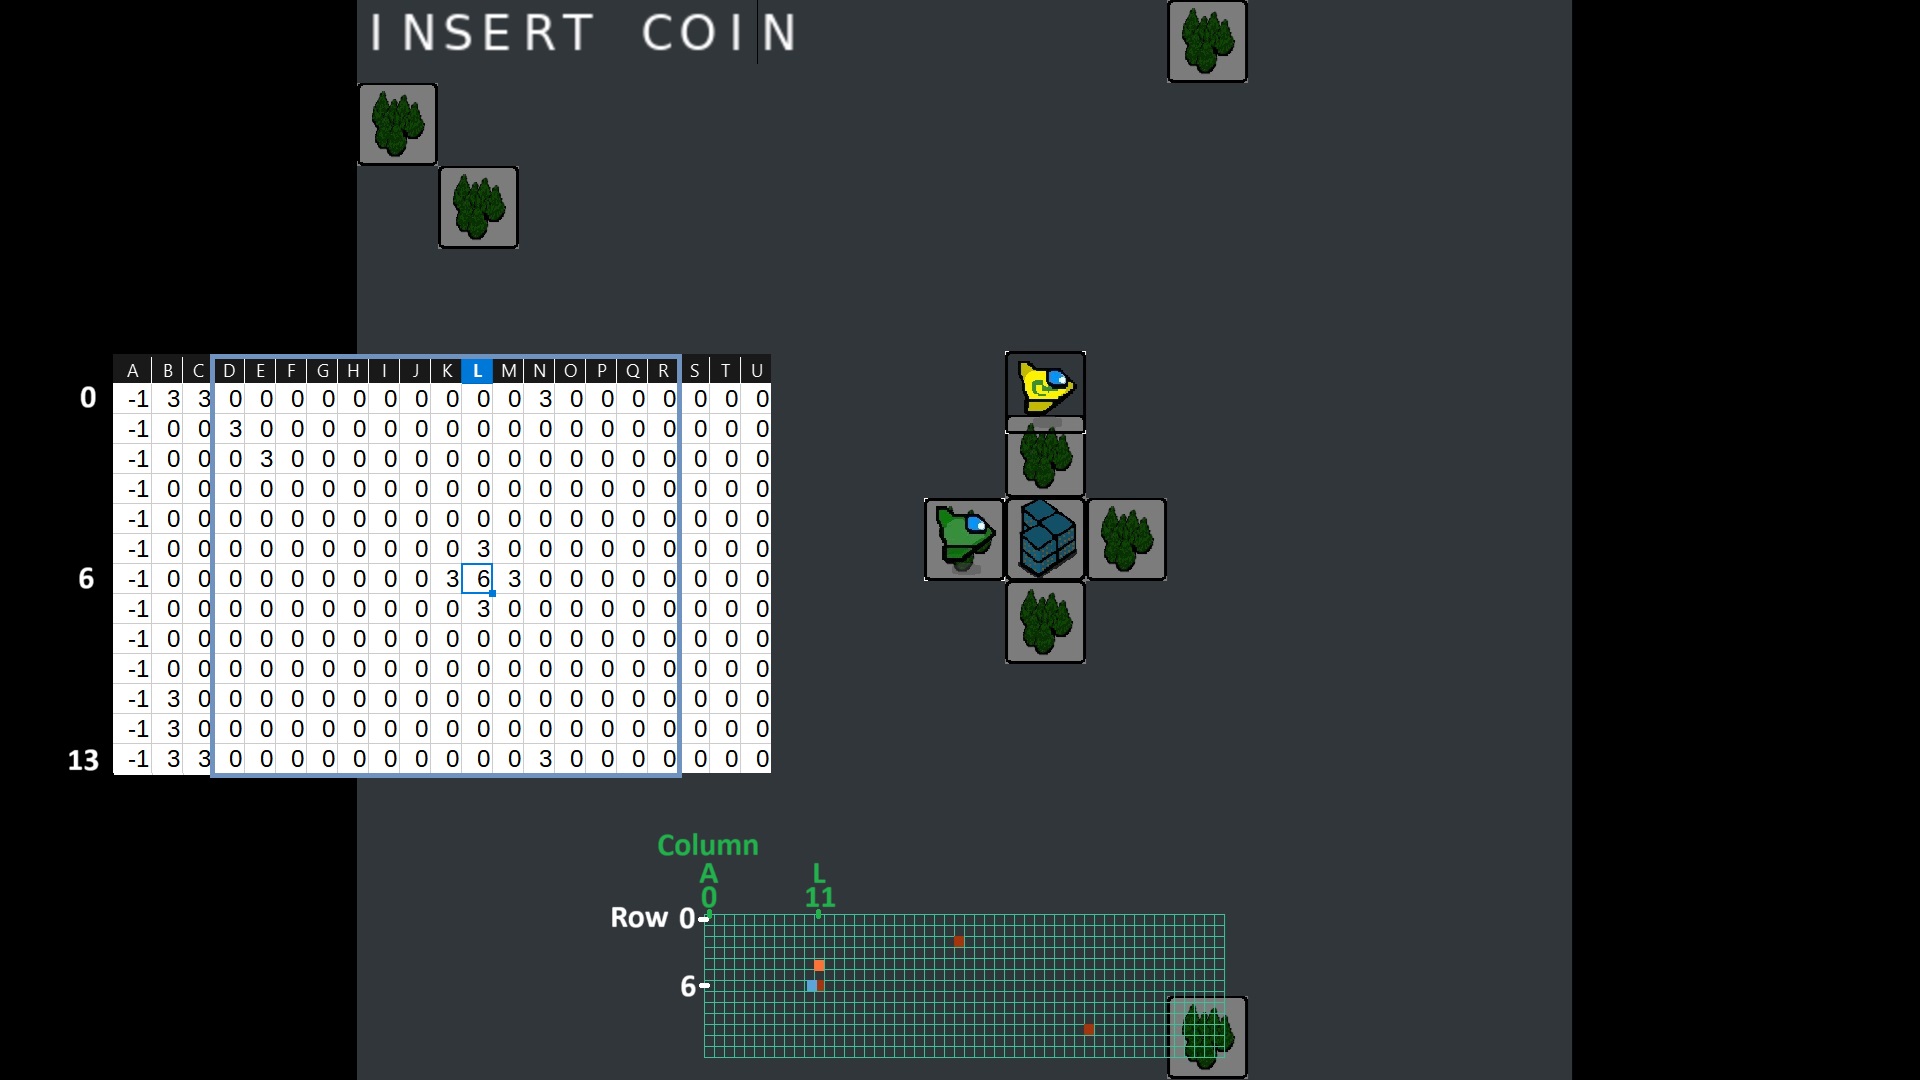 INSERT COIN
A B C D E F G H I J K L M N O P Q R S T U
0 -1 3 3 0 0 0 0 0 0 0 0 0 0 3 0 0 0 0 0 0 0
-1 0 0 3 0 0 0 0 0 0 0 0 0 0 0 0 0 0 0 0 0
-1 0 0 0 3 0 0 0 0 0 0 0 0 0 0 0 0 0 0 0 0
-1 0 0 0 0 0 0 0 0 0 0 0 0 0 0 0 0 0 0 0 0
-1 0 0 0 0 0 0 0 0 0 0 0 0 0 0 0 0 0 0 0 0
-1 0 0 0 0 0 0 0 0 0 0 3 0 0 0 0 0 0 0 0 0
6 -1 0 0 0 0 0 0 0 0 0 3 6 3 0 0 0 0 0 0 0 0
-1 0 0 0 0 0 0 0 0 0 0 3 0 0 0 0 0 0 0 0 0
-1 0 0 0 0 0 0 0 0 0 0 0 0 0 0 0 0 0 0 0 0
-1 0 0 0 0 0 0 0 0 0 0 0 0 0 0 0 0 0 0 0 0
-1 3 0 0 0 0 0 0 0 0 0 0 0 0 0 0 0 0 0 0 0
-1 3 0 0 0 0 0 0 0 0 0 0 0 0 0 0 0 0 0 0 0
13 -1 3 3 0 0 0 0 0 0 0 0 0 0 3 0 0 0 0 0 0 0
Column
A L
0 11
Row 0
6